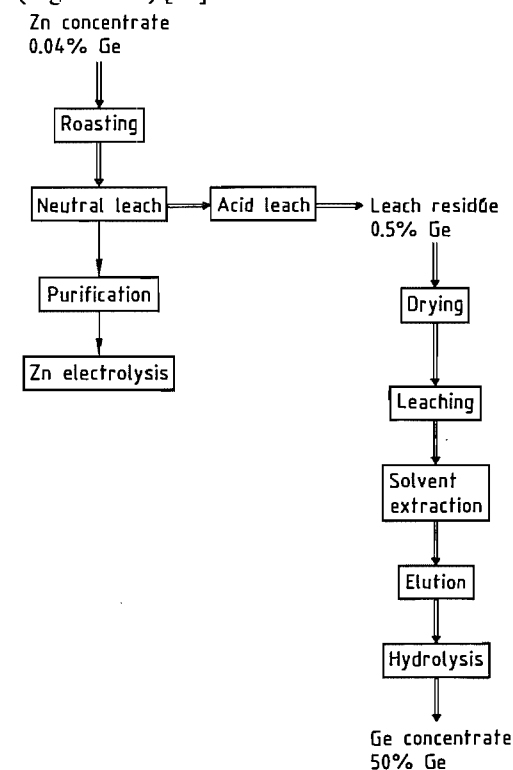 Zn concentrate
0.04% Ge
Roasting
Neutral leach
Acid leach
Leach residue
0.5% Ge
Purification
Drying
Zn electrolysis
Leaching
Solvent
extraction
Elution
Hydrolysis
Ge concentrate
50% Ge